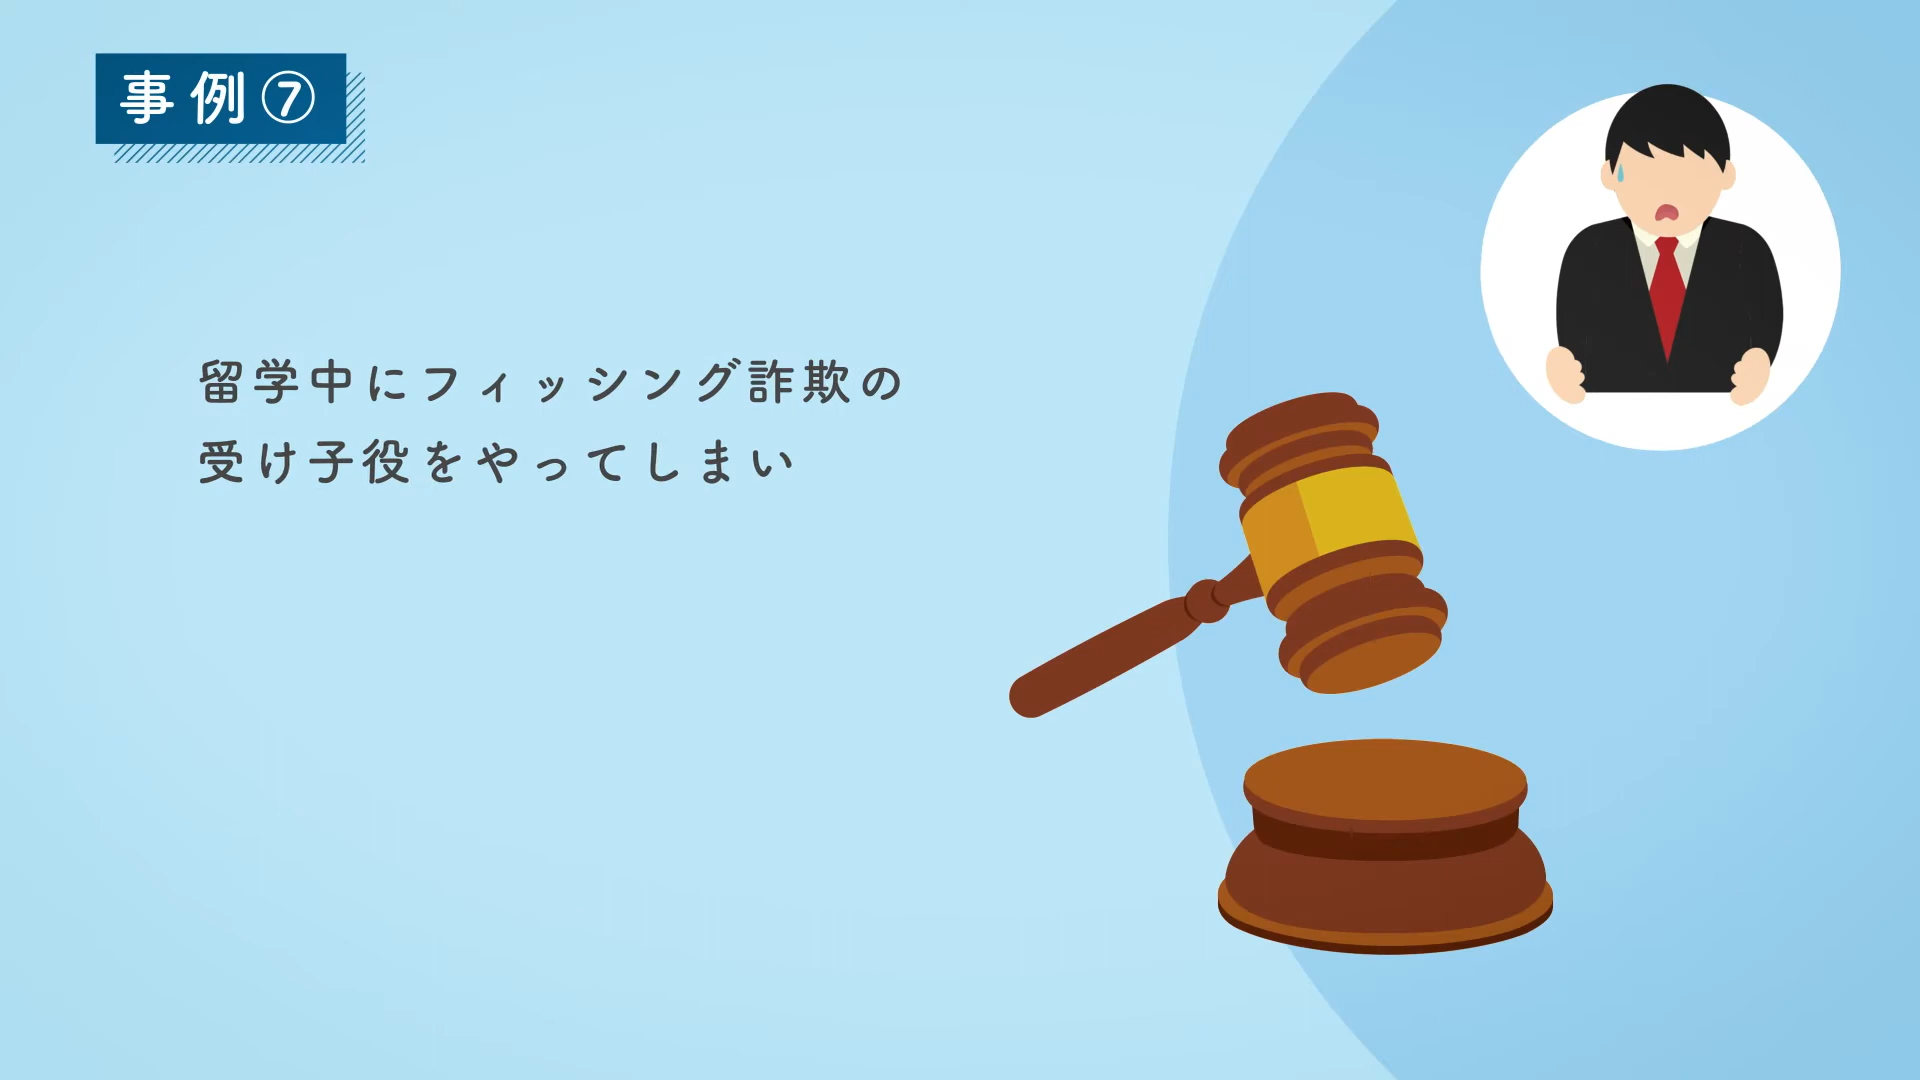 事例⑦
留学中にフィッシング詐欺の
受け子役をやってしまい